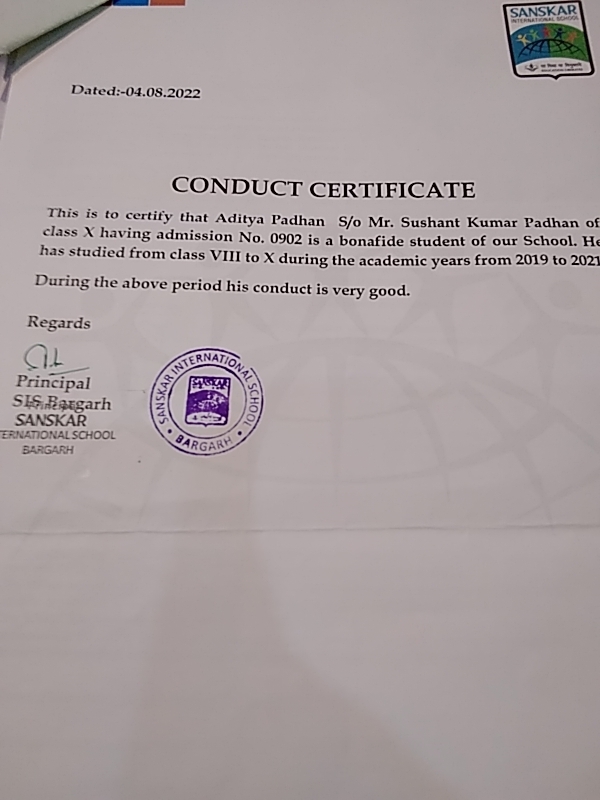 SANSKAR
INTERNATIONAL SCHOOL
Dated:-04.08.2022
CONDUCT CERTIFICATE
This is to certify that Aditya Padhan S/o Mr. Sushant Kumar Padhan of
class X having admission No. 0902 is a bonafide student of our School. He
has studied from class VIII to X during the academic years from 2019 to 2021
During the above period his conduct is very good.
Regards
Principal
SIS Bargarh
SANSKAR
ERNATIONAL SCHOOL
BARGARH
SANSKAR INTERNATIONAL SCHOOL
• BARGARH •